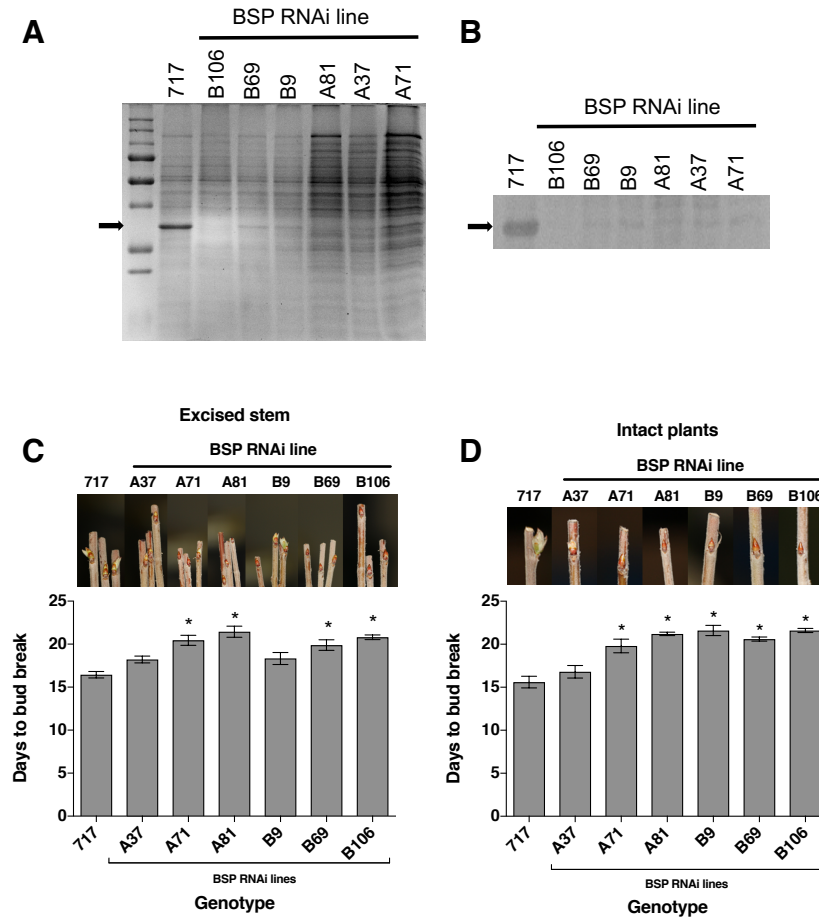 A
BSP RNAi line
717
B106
B69
B9
A81
A37
A71
B
BSP RNAi line
717
B106
B69
B9
A81
A37
A71
Excised stem
C
BSP RNAi line
717 A37 A71 A81 B9 B69 B106
25
20
15
10
5
0
Days to bud break
* * * *
717 A37 A71 A81 B9 B69 B106
BSP RNAi lines
Genotype
Intact plants
D
BSP RNAi line
717 A37 A71 A81 B9 B69 B106
25
20
15
10
5
0
Days to bud break
* * * * *
717 A37 A71 A81 B9 B69 B106
BSP RNAi lines
Genotype